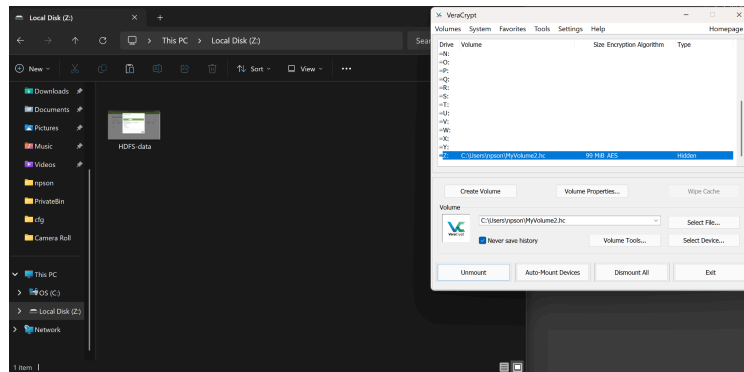 Local Disk (Z:)
This PC
Local Disk (Z:)
Sear
New
Sort
View
Downloads
Documents
Pictures
Music
Videos
npson
PrivateBin
cfg
Camera Roll
This PC
OS (C:)
Local Disk (Z:)
Network
HDFS-data
1 item
VeraCrypt
Volumes System Favorites Tools Settings Help Homepage
Drive Volume Size Encryption Algorithm Type
N:
O:
P:
Q:
R:
S:
T:
U:
V:
W:
X:
Y:
Z: C:\Users\npson\MyVolume2.hc 99 MiB AES Hidden
Create Volume Volume Properties... Wipe Cache
Volume
C:\Users\npson\MyVolume2.hc Select File...
Never save history Volume Tools... Select Device...
Unmount Auto-Mount Devices Dismount All Exit